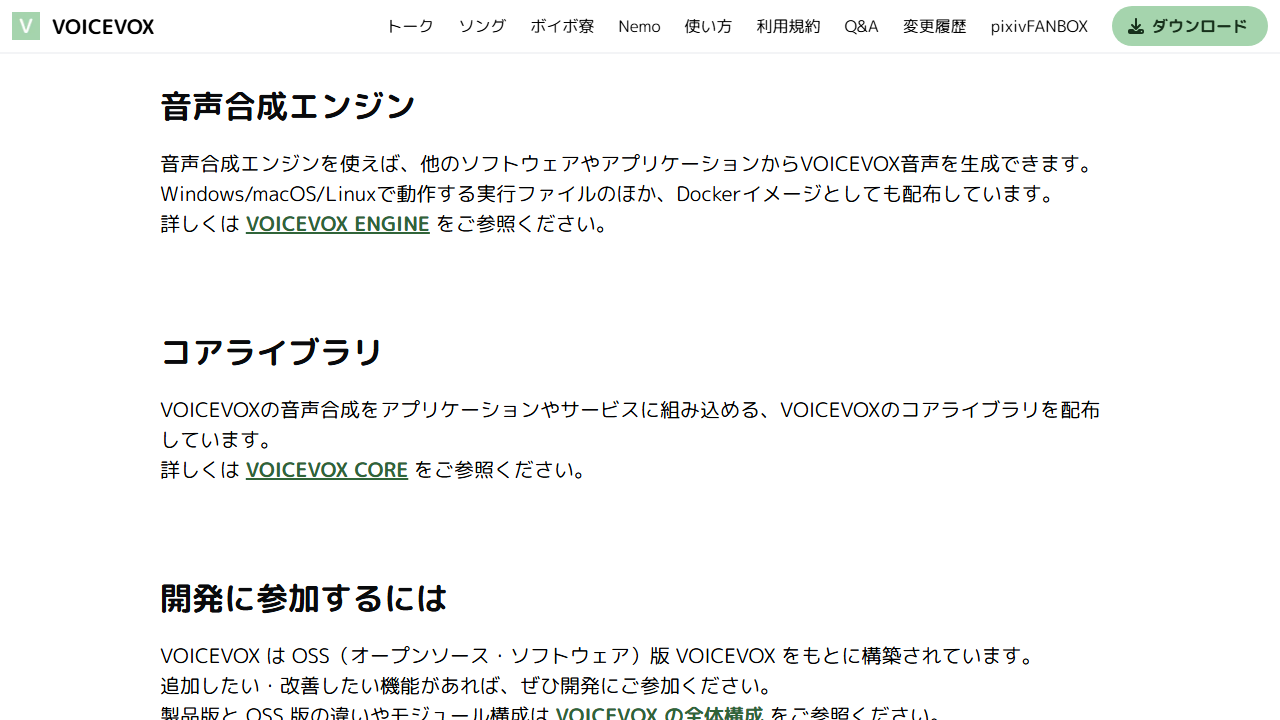 V VOICEVOX トーク ソング ボイボ寮 Nemo 使い方 利用規約 Q&A 変更履歴 pixivFANBOX ダウンロード
音声合成エンジン
音声合成エンジンを使えば、他のソフトウェアやアプリケーションからVOICEVOX音声を生成できます。
Windows/macOS/Linuxで動作する実行ファイルのほか、Dockerイメージとしても配布しています。
詳しくは VOICEVOX ENGINE をご参照ください。
コアライブラリ
VOICEVOXの音声合成をアプリケーションやサービスに組み込める、VOICEVOXのコアライブラリを配布
しています。
詳しくは VOICEVOX CORE をご参照ください。
開発に参加するには
VOICEVOX は OSS（オープンソース・ソフトウェア）版 VOICEVOX をもとに構築されています。
追加したい・改善したい機能があれば、ぜひ開発にご参加ください。
製品版と OSS 版の違いやモジュール構成は VOICEVOX の全体構成 をご参照ください。